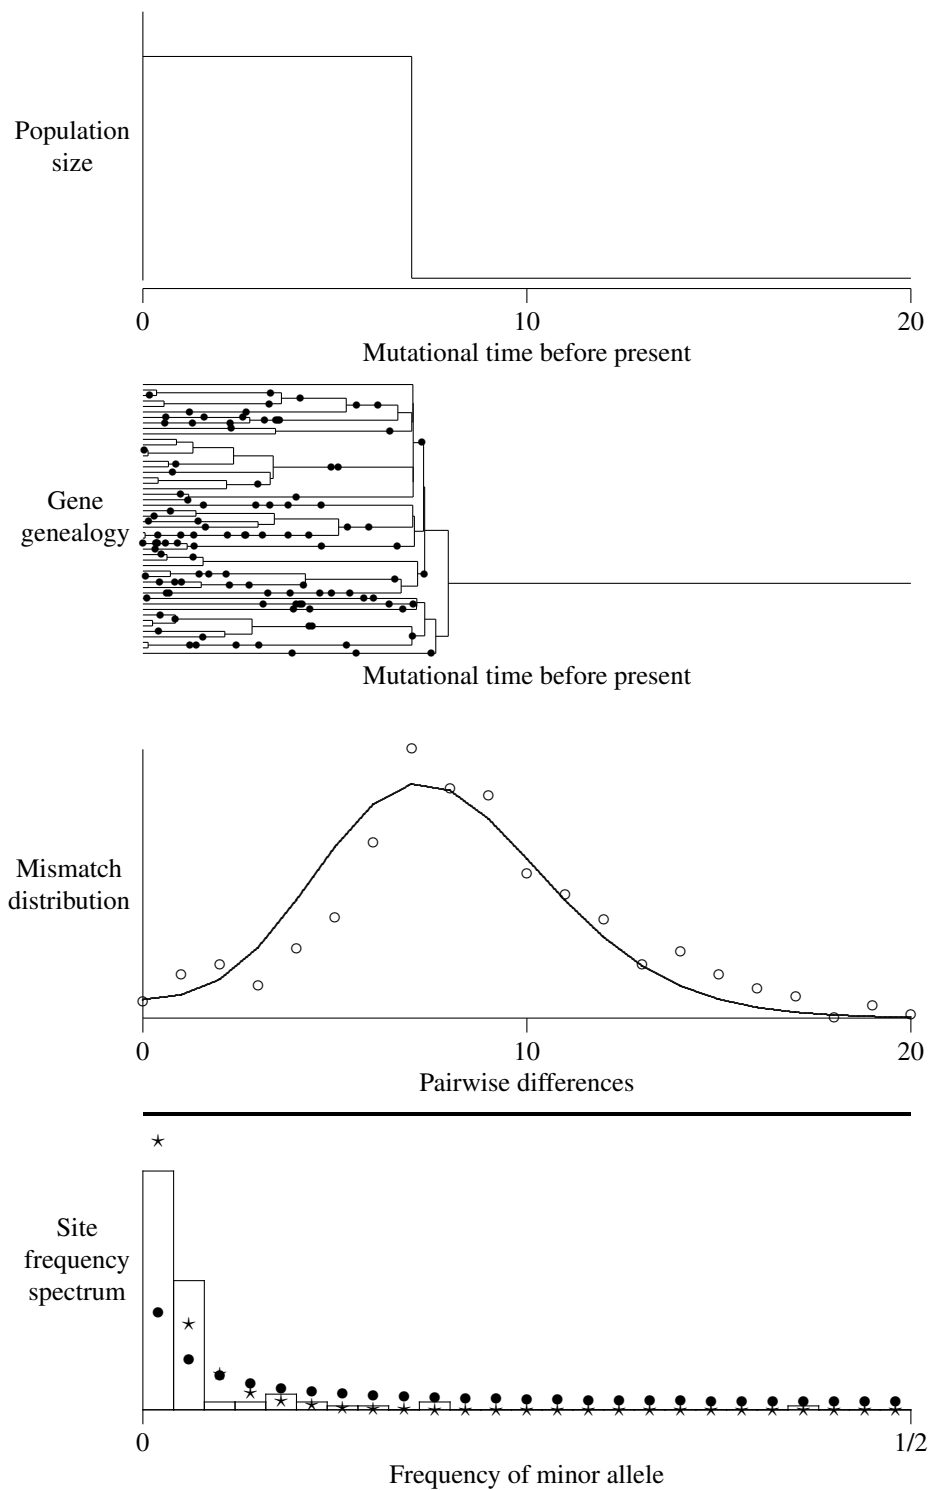 Population
size
0 10 20
Mutational time before present
Gene
genealogy
Mutational time before present
Mismatch
distribution
0 10 20
Pairwise differences
Site
frequency
spectrum
0 1/2
Frequency of minor allele